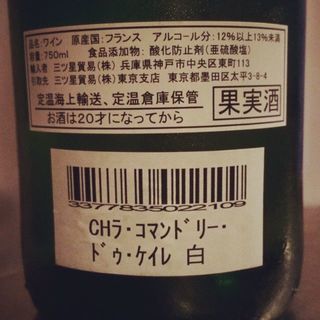 品名/ワイン 原産国:フランス アルコール分:12%以上13%未満
容量/750ml 食品添加物:酸化防止剤(亜硫酸塩)
輸入者 三ツ星貿易(株) 兵庫県神戸市中央区東町113
引取先 三ツ星貿易(株)東京支店 東京都墨田区太平3-8-4
定温海上輸送、定温倉庫保管
お酒は20才になってから
果実酒
3377835022109
CHラ・コマンドリー・
ドゥ・ケイレ 白